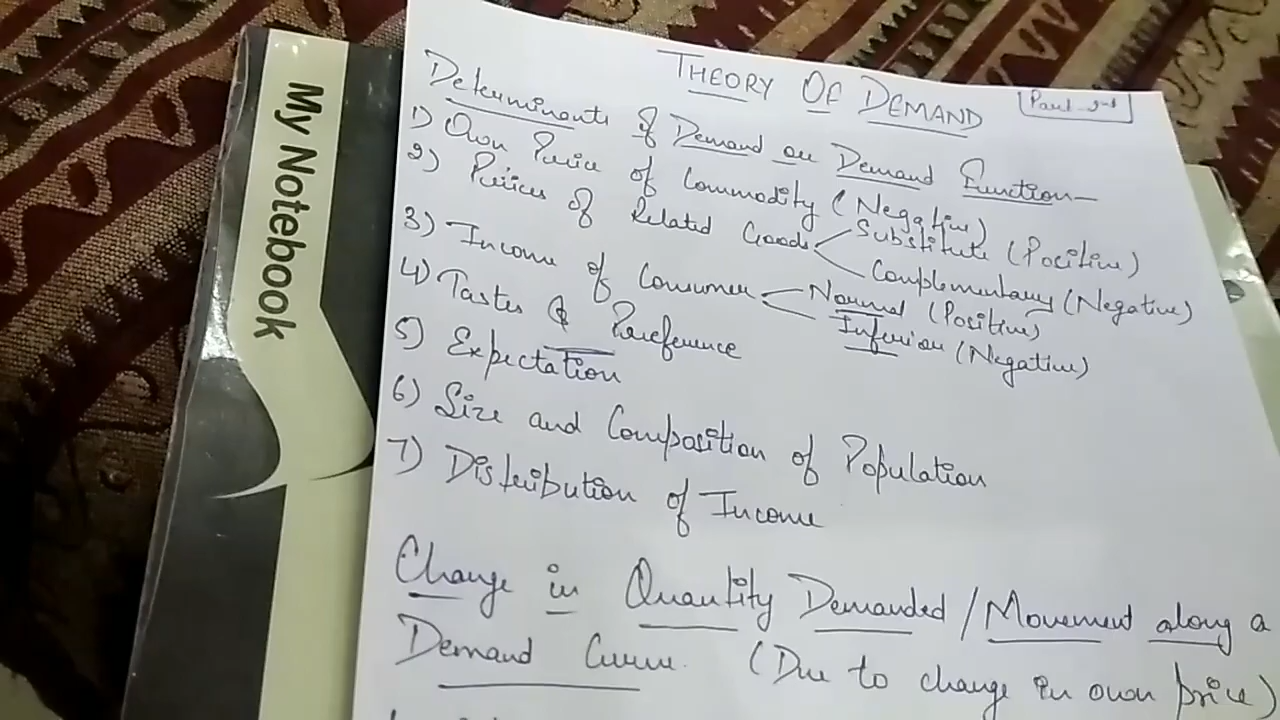 My Notebook
THEORY OF DEMAND
Determinants of Demand or Demand Function—
1) Own Price of Commodity (Negative)
2) Prices of Related Goods Substitute (Positive)
Complementary (Negative)
3) Income of Consumer Normal (Positive)
Inferior (Negative)
4) Tastes & Preference
5) Expectation
6) Size and Composition of Population
7) Distribution of Income
Change in Quantity Demanded / Movement along a
Demand Curve. (Due to change in own price)